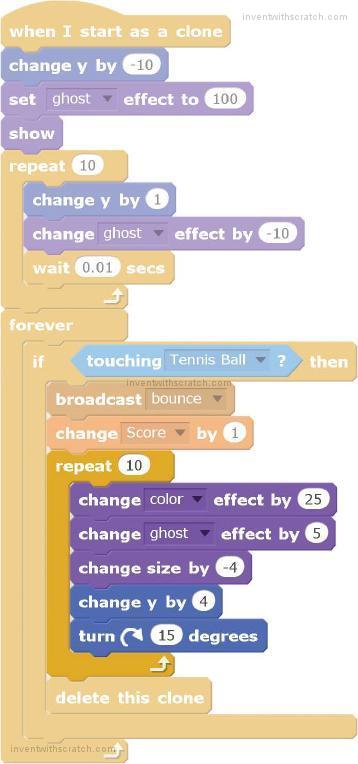 inventwithscratch.com
when I start as a clone
change y by -10
set ghost effect to 100
show
repeat 10
change y by 1
change ghost effect by -10
wait 0.01 secs
forever
if touching Tennis Ball ? then
inventwithscratch.com
broadcast bounce
change Score by 1
repeat 10
change color effect by 25
change ghost effect by 5
change size by -4
change y by 4
turn 15 degrees
delete this clone
inventwithscratch.com